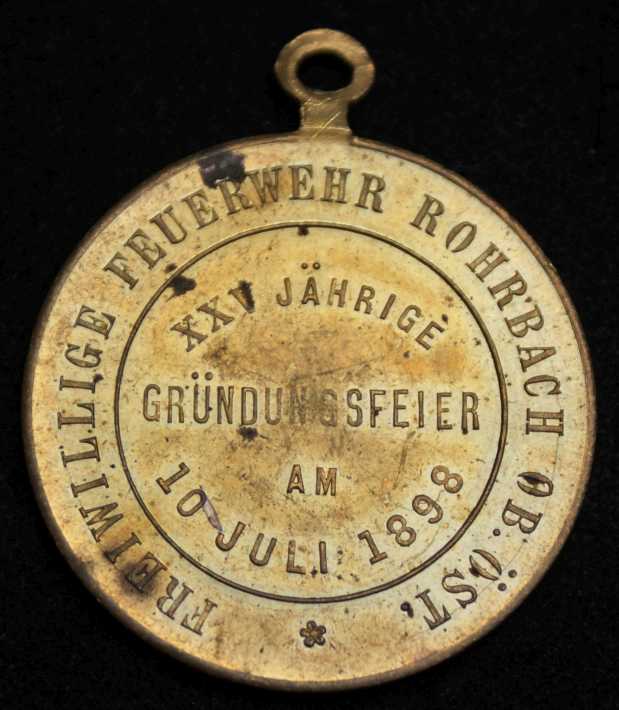 FREIWILLIGE FEUERWEHR ROHRBACH OB. ÖST.
XXV JÄHRIGE
GRÜNDUNGSFEIER
AM
10 JULI 1898